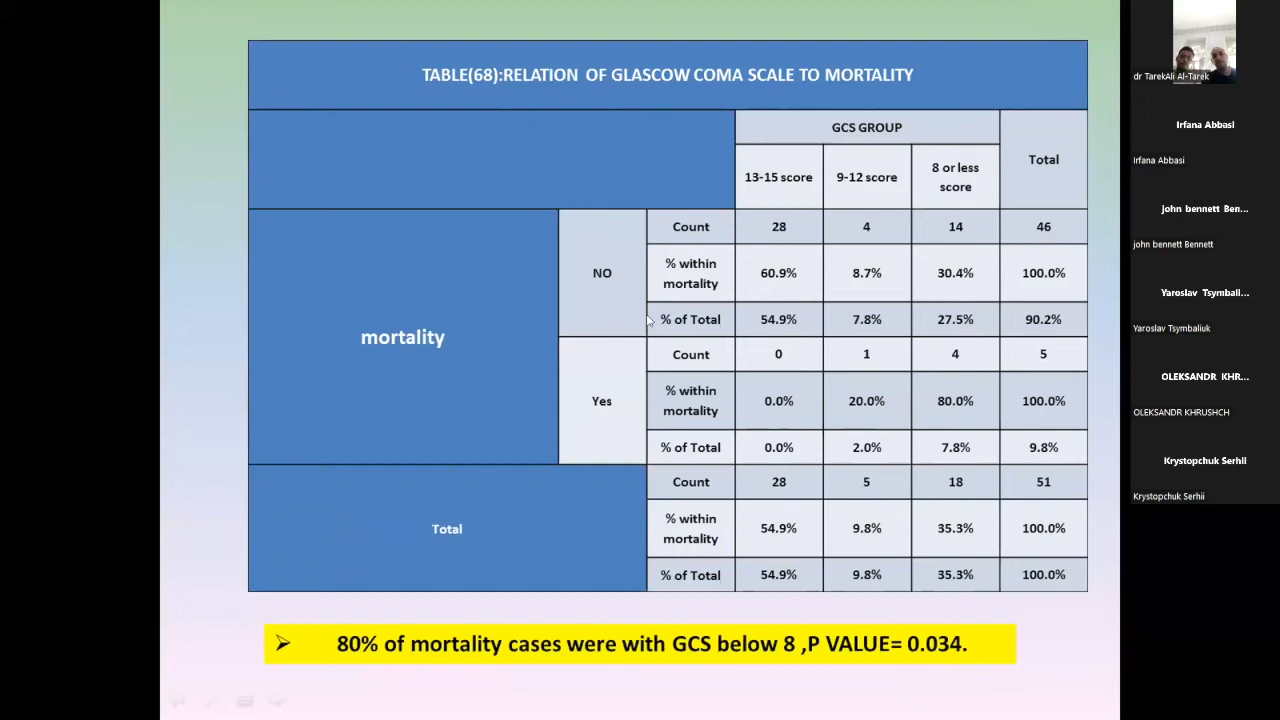 TABLE(68):RELATION OF GLASCOW COMA SCALE TO MORTALITY
GCS GROUP
Total
13-15 score
9-12 score
8 or less
score
mortality
NO
Count
28
4
14
46
% within
mortality
60.9%
8.7%
30.4%
100.0%
% of Total
54.9%
7.8%
27.5%
90.2%
Yes
Count
0
1
4
5
% within
mortality
0.0%
20.0%
80.0%
100.0%
% of Total
0.0%
2.0%
7.8%
9.8%
Total
Count
28
5
18
51
% within
mortality
54.9%
9.8%
35.3%
100.0%
% of Total
54.9%
9.8%
35.3%
100.0%
80% of mortality cases were with GCS below 8 ,P VALUE= 0.034.
dr TarekAli Al-Tarek
Irfana Abbasi
Irfana Abbasi
john bennett Ben...
john bennett Bennett
Yaroslav Tsymbali...
Yaroslav Tsymbaliuk
OLEKSANDR KHR...
OLEKSANDR KHRUSHCH
Krystopchuk Serhii
Krystopchuk Serhii